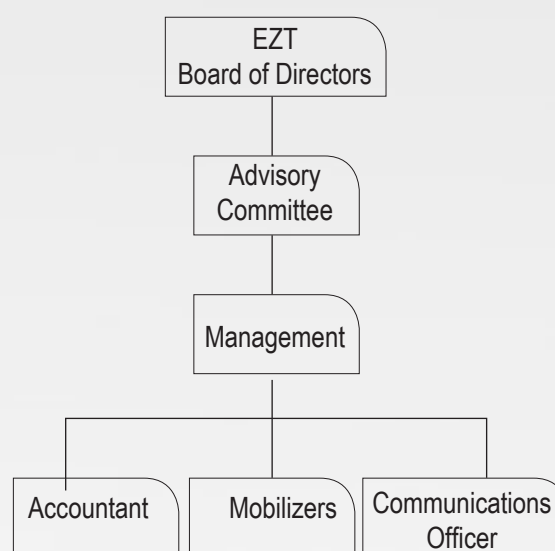 EZT
Board of Directors
Advisory
Committee
Management
Accountant
Mobilizers
Communications
Officer